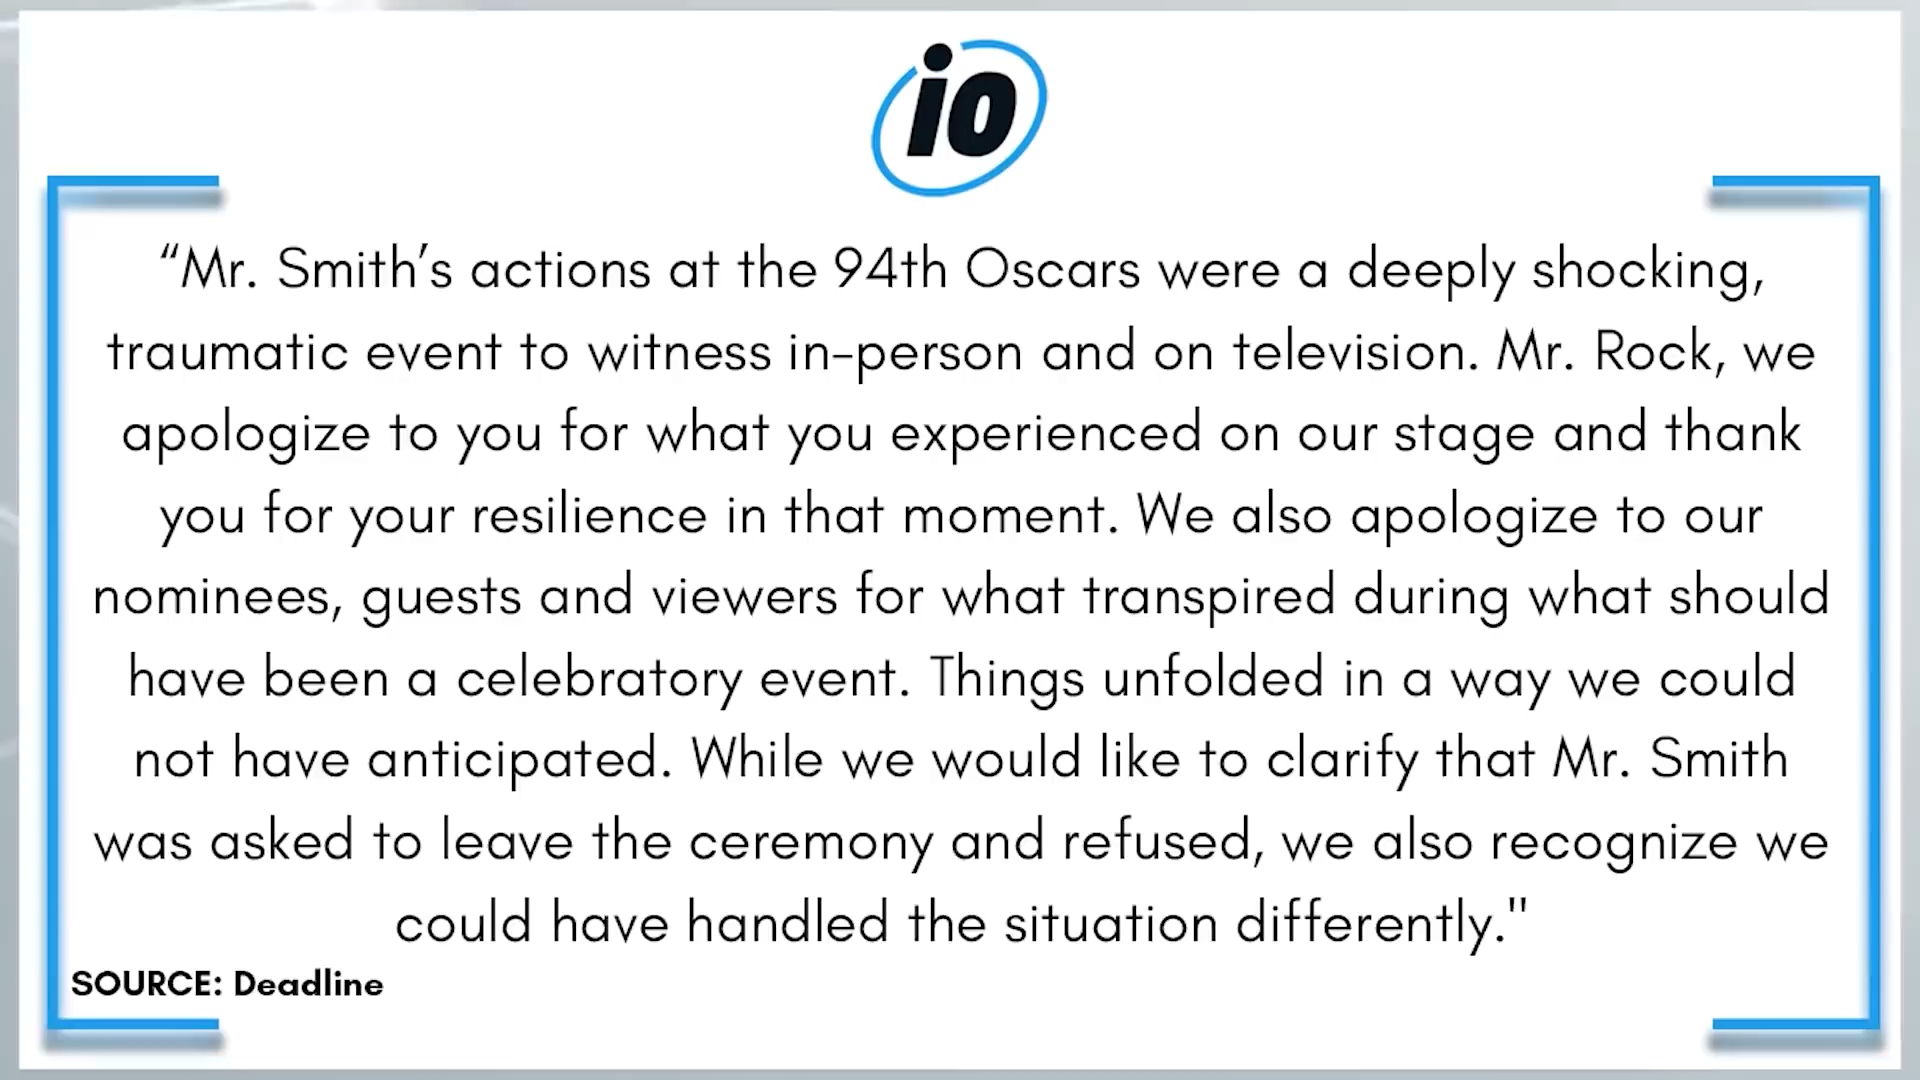 io
“Mr. Smith’s actions at the 94th Oscars were a deeply shocking,
traumatic event to witness in-person and on television. Mr. Rock, we
apologize to you for what you experienced on our stage and thank
you for your resilience in that moment. We also apologize to our
nominees, guests and viewers for what transpired during what should
have been a celebratory event. Things unfolded in a way we could
not have anticipated. While we would like to clarify that Mr. Smith
was asked to leave the ceremony and refused, we also recognize we
could have handled the situation differently."
SOURCE: Deadline